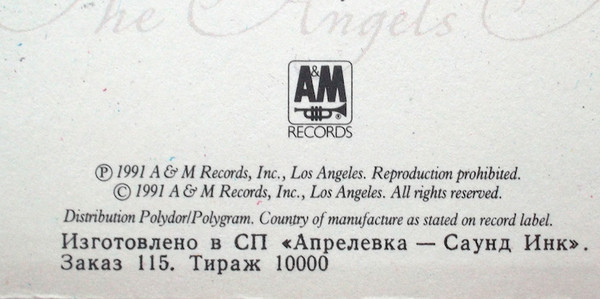 The Angels
A&M
RECORDS
Ⓟ 1991 A & M Records, Inc., Los Angeles. Reproduction prohibited.
© 1991 A & M Records, Inc., Los Angeles. All rights reserved.
Distribution Polydor/Polygram. Country of manufacture as stated on record label.
Изготовлено в СП «Апрелевка — Саунд Инк».
Заказ 115. Тираж 10000